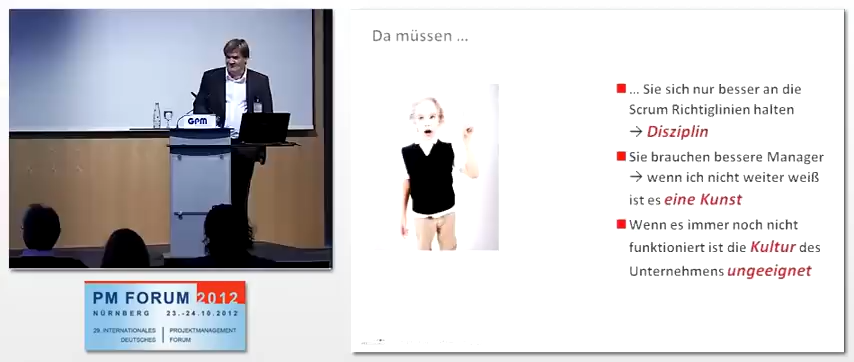 GPM
PM FORUM 2012
NÜRNBERG 23.-24.10.2012
29. INTERNATIONALES
DEUTSCHES
PROJEKTMANAGEMENT
FORUM
Da müssen ...
... Sie sich nur besser an die
Scrum Richtiglinien halten
→ Disziplin
Sie brauchen bessere Manager
→ wenn ich nicht weiter weiß
ist es eine Kunst
Wenn es immer noch nicht
funktioniert ist die Kultur des
Unternehmens ungeeignet